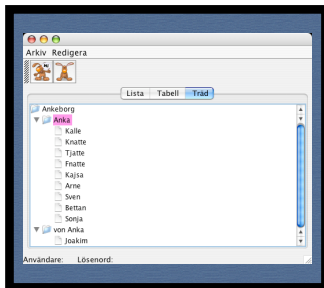 Arkiv Redigera
Lista Tabell Träd
Ankeborg
Anka
Kalle
Knatte
Tjatte
Fnatte
Kajsa
Arne
Sven
Bettan
Sonja
von Anka
Joakim
Användare: Lösenord: